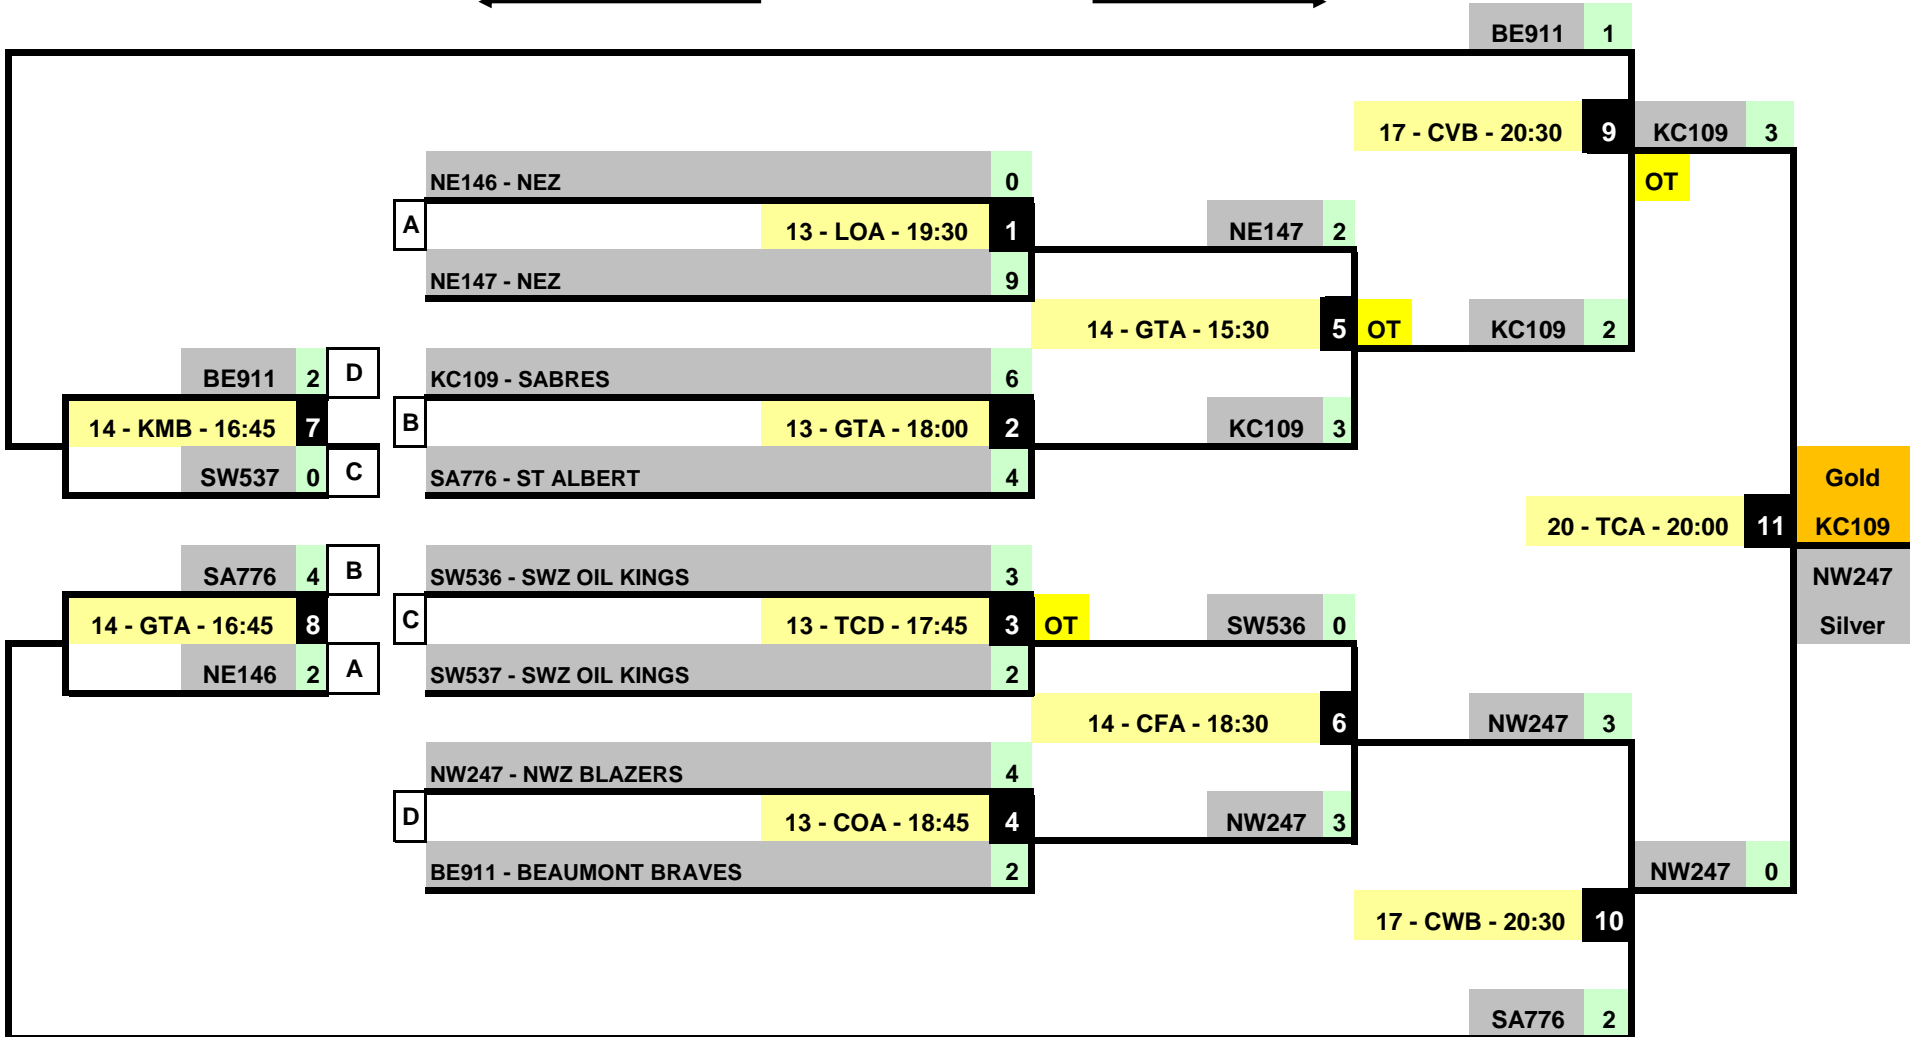 BE911 1
17 - CVB - 20:30 9 KC109 3
NE146 - NEZ 0 OT
A 13 - LOA - 19:30 1 NE147 2
NE147 - NEZ 9
14 - GTA - 15:30 5 OT KC109 2
BE911 2 D KC109 - SABRES 6
14 - KMB - 16:45 7 B 13 - GTA - 18:00 2 KC109 3
SW537 0 C SA776 - ST ALBERT 4 Gold
20 - TCA - 20:00 11 KC109
SA776 4 B SW536 - SWZ OIL KINGS 3 NW247
14 - GTA - 16:45 8 C 13 - TCD - 17:45 3 OT SW536 0 Silver
NE146 2 A SW537 - SWZ OIL KINGS 2
14 - CFA - 18:30 6 NW247 3
NW247 - NWZ BLAZERS 4
D 13 - COA - 18:45 4 NW247 3
BE911 - BEAUMONT BRAVES 2 NW247 0
17 - CWB - 20:30 10
SA776 2